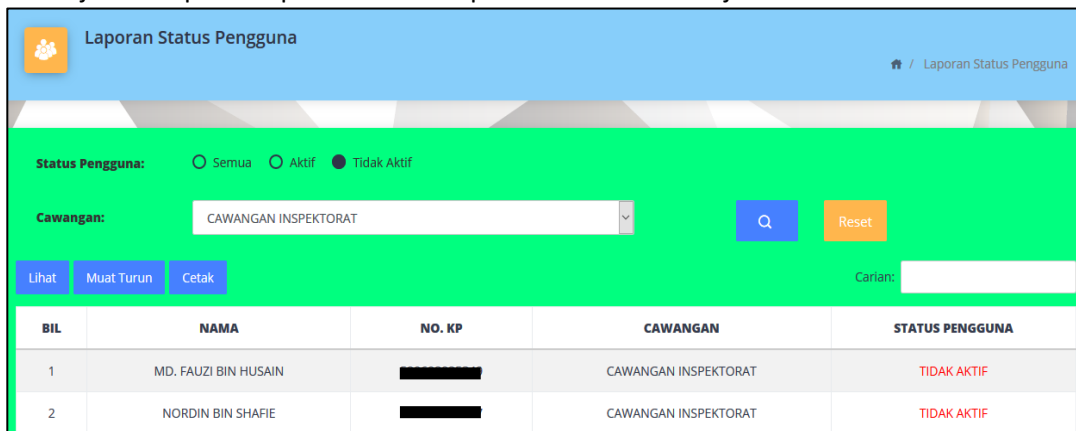 Laporan Status Pengguna
/ Laporan Status Pengguna
Status Pengguna: Semua Aktif Tidak Aktif
Cawangan: CAWANGAN INSPEKTORAT Reset
Lihat Muat Turun Cetak Carian:
BIL NAMA NO. KP CAWANGAN STATUS PENGGUNA
1 MD. FAUZI BIN HUSAIN CAWANGAN INSPEKTORAT TIDAK AKTIF
2 NORDIN BIN SHAFIE CAWANGAN INSPEKTORAT TIDAK AKTIF